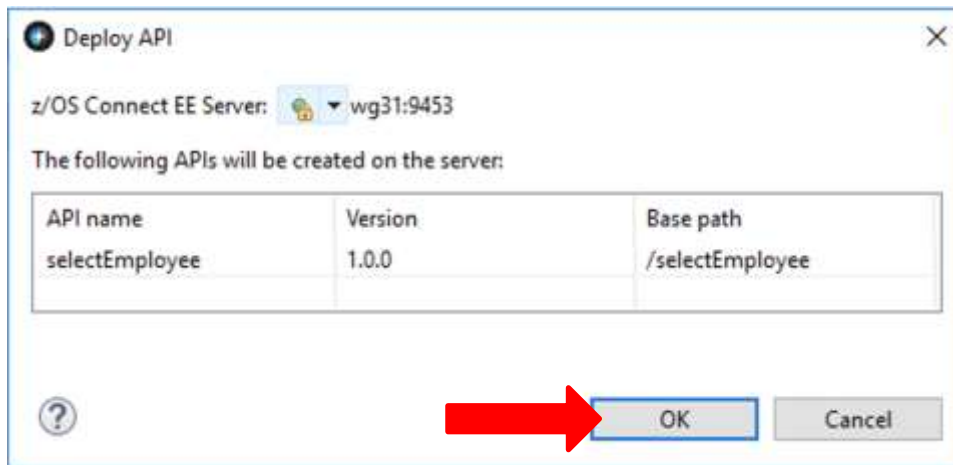 Deploy API
z/OS Connect EE Server: wg31:9453
The following APIs will be created on the server:
API name Version Base path
selectEmployee 1.0.0 /selectEmployee
? OK Cancel